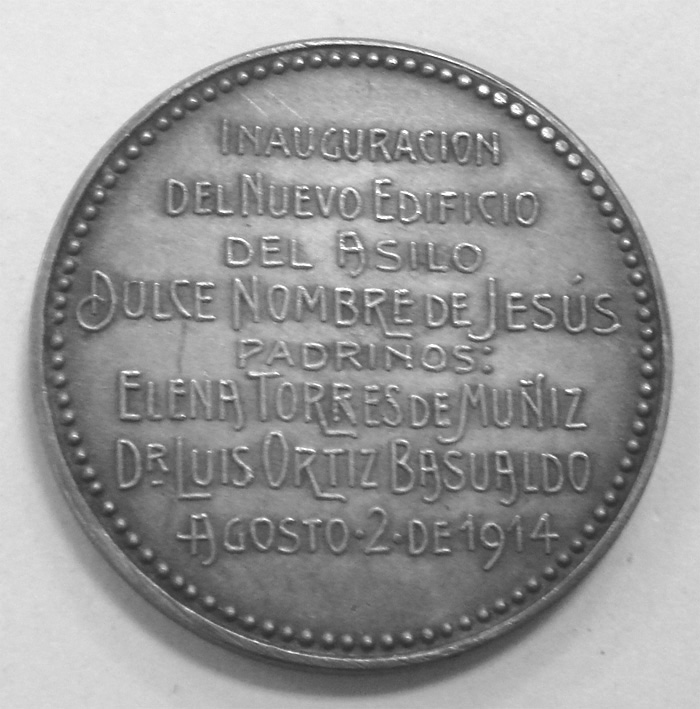 INAUGURACION
DEL NUEVO EDIFICIO
DEL ASILO
DULCE NOMBRE DE JESÚS
PADRINOS:
ELENA TORRES DE MUÑIZ
DR. LUIS ORTIZ BASUALDO
AGOSTO·2·DE 1914